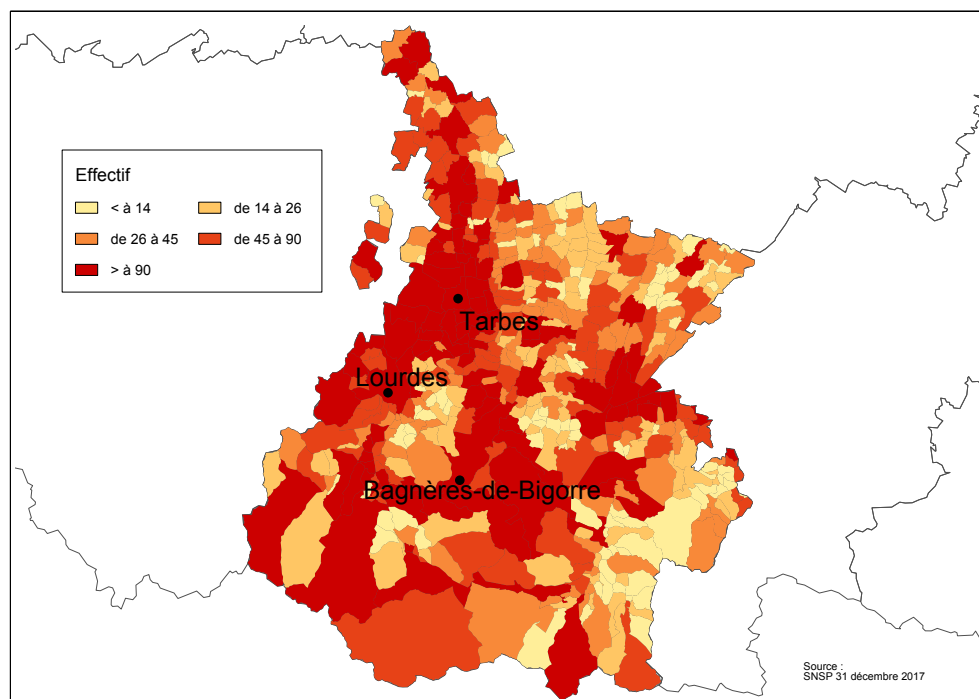 Effectif
< à 14
de 14 à 26
de 26 à 45
de 45 à 90
> à 90
Tarbes
Lourdes
Bagnères-de-Bigorre
Source :
SNSP 31 décembre 2017